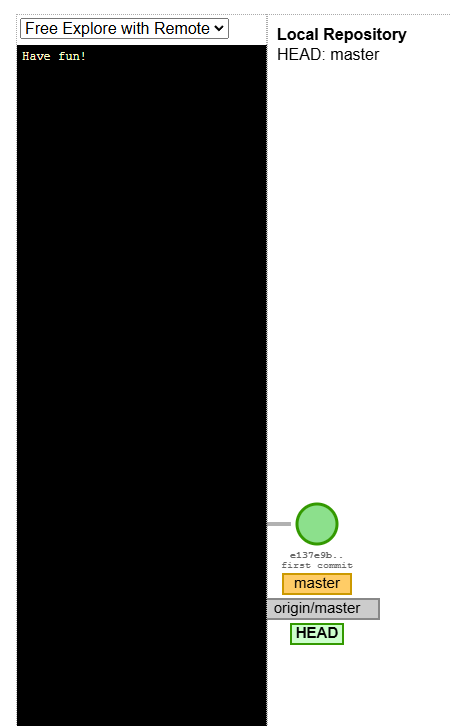 Free Explore with Remote
Have fun!
Local Repository
HEAD: master
e137e9b..
first commit
master
origin/master
HEAD